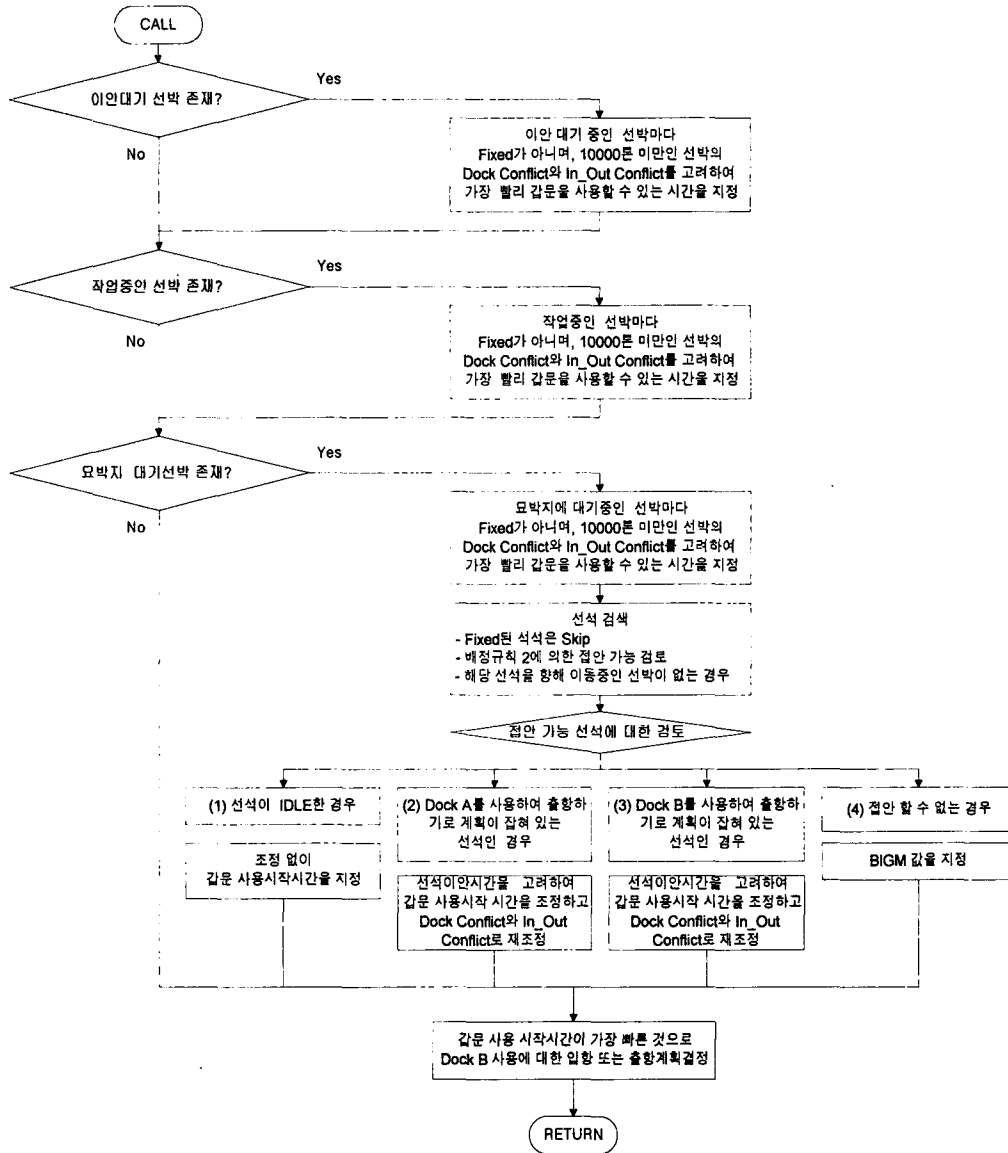 CALL
Yes
이안대기 선박 존재?
No
이안 대기 중인 선박마다
Fixed가 아니며, 10000톤 미만인 선박의
Dock Conflict와 In_Out Conflict를 고려하여
가장 빨리 갑문을 사용할 수 있는 시간을 지정
Yes
작업중인 선박 존재?
No
작업중인 선박마다
Fixed가 아니며, 10000톤 미만인 선박의
Dock Conflict와 In_Out Conflict를 고려하여
가장 빨리 갑문을 사용할 수 있는 시간을 지정
Yes
묘박지 대기선박 존재?
No
묘박지에 대기중인 선박마다
Fixed가 아니며, 10000톤 미만인 선박의
Dock Conflict와 In_Out Conflict를 고려하여
가장 빨리 갑문을 사용할 수 있는 시간을 지정
선석 검색
- Fixed된 석석은 Skip
- 배정규칙 2에 의한 접안 가능 검토
- 해당 선석을 향해 이동중인 선박이 없는 경우
접안 가능 선석에 대한 검토
(1) 선석이 IDLE한 경우
조정 없이
갑문 사용시작시간을 지정
(2) Dock A를 사용하여 출항하
기로 계획이 잡혀 있는
선석인 경우
선석이안시간을 고려하여
갑문 사용시작 시간을 조정하고
Dock Conflict와 In_Out
Conflict로 재조정
(3) Dock B를 사용하여 출항하
기로 계획이 잡혀 있는
선석인 경우
선석이안시간을 고려하여
갑문 사용시작 시간을 조정하고
Dock Conflict와 In_Out
Conflict로 재조정
(4) 접안 할 수 없는 경우
BIGM 값을 지정
갑문 사용 시작시간이 가장 빠른 것으로
Dock B 사용에 대한 입항 또는 출항계획결정
RETURN